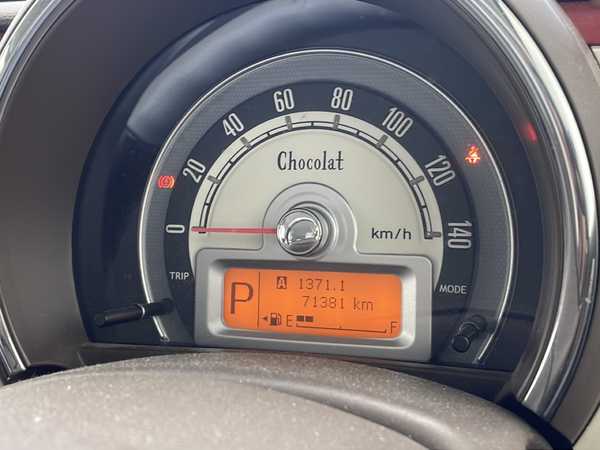 0
20
40
60
80
100
120
140
Chocolat
km/h
TRIP
MODE
P
A 1371.1
71381 km
E F